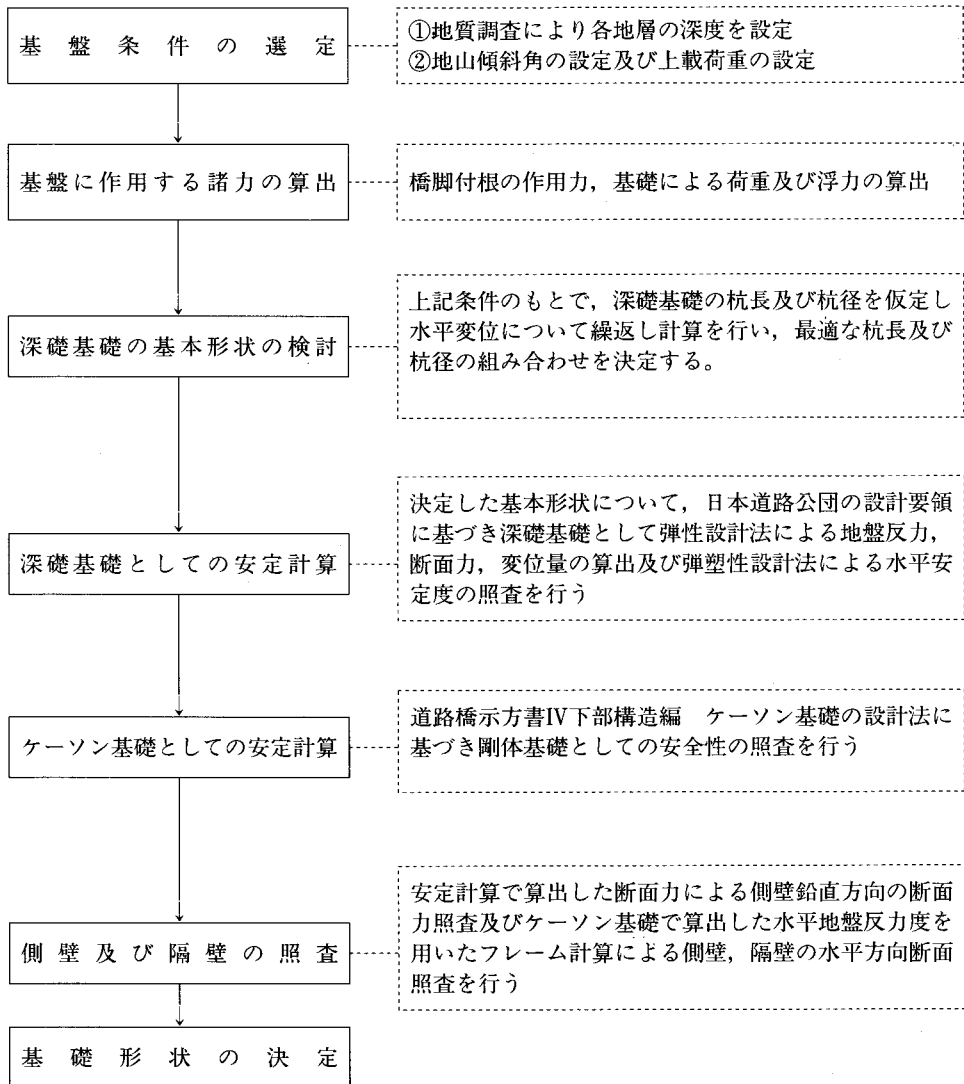 基盤条件の選定
①地質調査により各地層の深度を設定
②地山傾斜角の設定及び上載荷重の設定
基盤に作用する諸力の算出
橋脚付根の作用力，基礎による荷重及び浮力の算出
深礎基礎の基本形状の検討
上記条件のもとで，深礎基礎の杭長及び杭径を仮定し
水平変位について繰返し計算を行い，最適な杭長及び
杭径の組み合わせを決定する。
深礎基礎としての安定計算
決定した基本形状について，日本道路公団の設計要領
に基づき深礎基礎として弾性設計法による地盤反力，
断面力，変位量の算出及び弾塑性設計法による水平安
定度の照査を行う
ケーソン基礎としての安定計算
道路橋示方書IV下部構造編　ケーソン基礎の設計法に
基づき剛体基礎としての安全性の照査を行う
側壁及び隔壁の照査
安定計算で算出した断面力による側壁鉛直方向の断面
力照査及びケーソン基礎で算出した水平地盤反力度を
用いたフレーム計算による側壁，隔壁の水平方向断面
照査を行う
基礎形状の決定